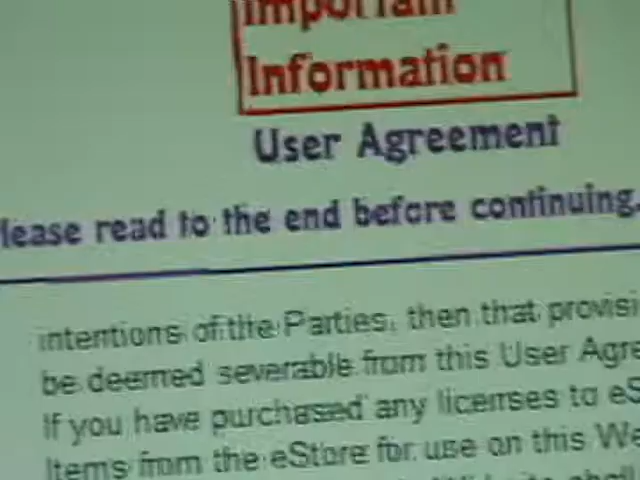 Important
Information
User Agreement
lease read to the end before continuing.
intentions of the Parties, then that provisi
be deemed severable from this User Agre
If you have purchased any licenses to eS
Items from the eStore for use on this We